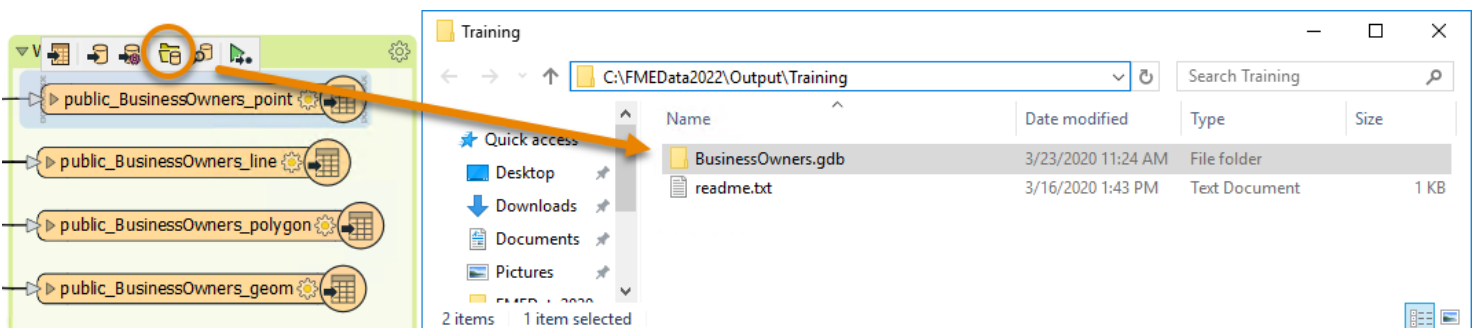 V
public_BusinessOwners_point
public_BusinessOwners_line
public_BusinessOwners_polygon
public_BusinessOwners_geom
Training
C:\FMEData2022\Output\Training
Search Training
Name Date modified Type Size
Quick access
Desktop
Downloads
Documents
Pictures
BusinessOwners.gdb 3/23/2020 11:24 AM File folder
readme.txt 3/16/2020 1:43 PM Text Document 1 KB
2 items 1 item selected